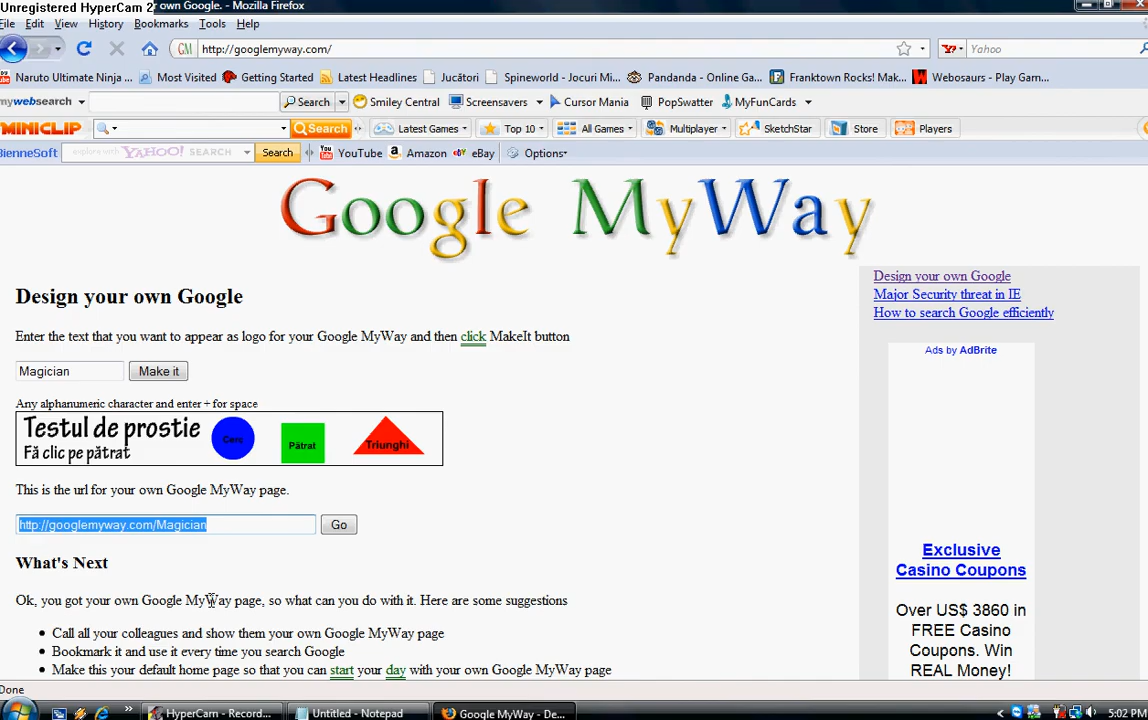 Unregistered HyperCam 2
r own Google. - Mozilla Firefox
File Edit View History Bookmarks Tools Help
GM http://googlemyway.com/ Yahoo
Naruto Ultimate Ninja ... Most Visited Getting Started Latest Headlines Jucători Spineworld - Jocuri Mi... Pandanda - Online Ga... Franktown Rocks! Mak... Webosaurs - Play Gam...
mywebsearch Search Smiley Central Screensavers Cursor Mania PopSwatter MyFunCards
MINICLIP Search Latest Games Top 10 All Games Multiplayer SketchStar Store Players
BienneSoft explore with YAHOO! SEARCH Search YouTube Amazon eBay Options
Google MyWay
Design your own Google
Enter the text that you want to appear as logo for your Google MyWay and then click MakeIt button
Magician Make it
Any alphanumeric character and enter + for space
Testul de prostie
Fă clic pe pătrat
Cerc Pătrat Triunghi
This is the url for your own Google MyWay page.
http://googlemyway.com/Magician Go
What's Next
Ok, you got your own Google MyWay page, so what can you do with it. Here are some suggestions
• Call all your colleagues and show them your own Google MyWay page
• Bookmark it and use it every time you search Google
• Make this your default home page so that you can start your day with your own Google MyWay page
Design your own Google
Major Security threat in IE
How to search Google efficiently
Ads by AdBrite
Exclusive
Casino Coupons
Over US$ 3860 in
FREE Casino
Coupons. Win
REAL Money!
Done
HyperCam - Record... Untitled - Notepad Google MyWay - De... 5:02 PM